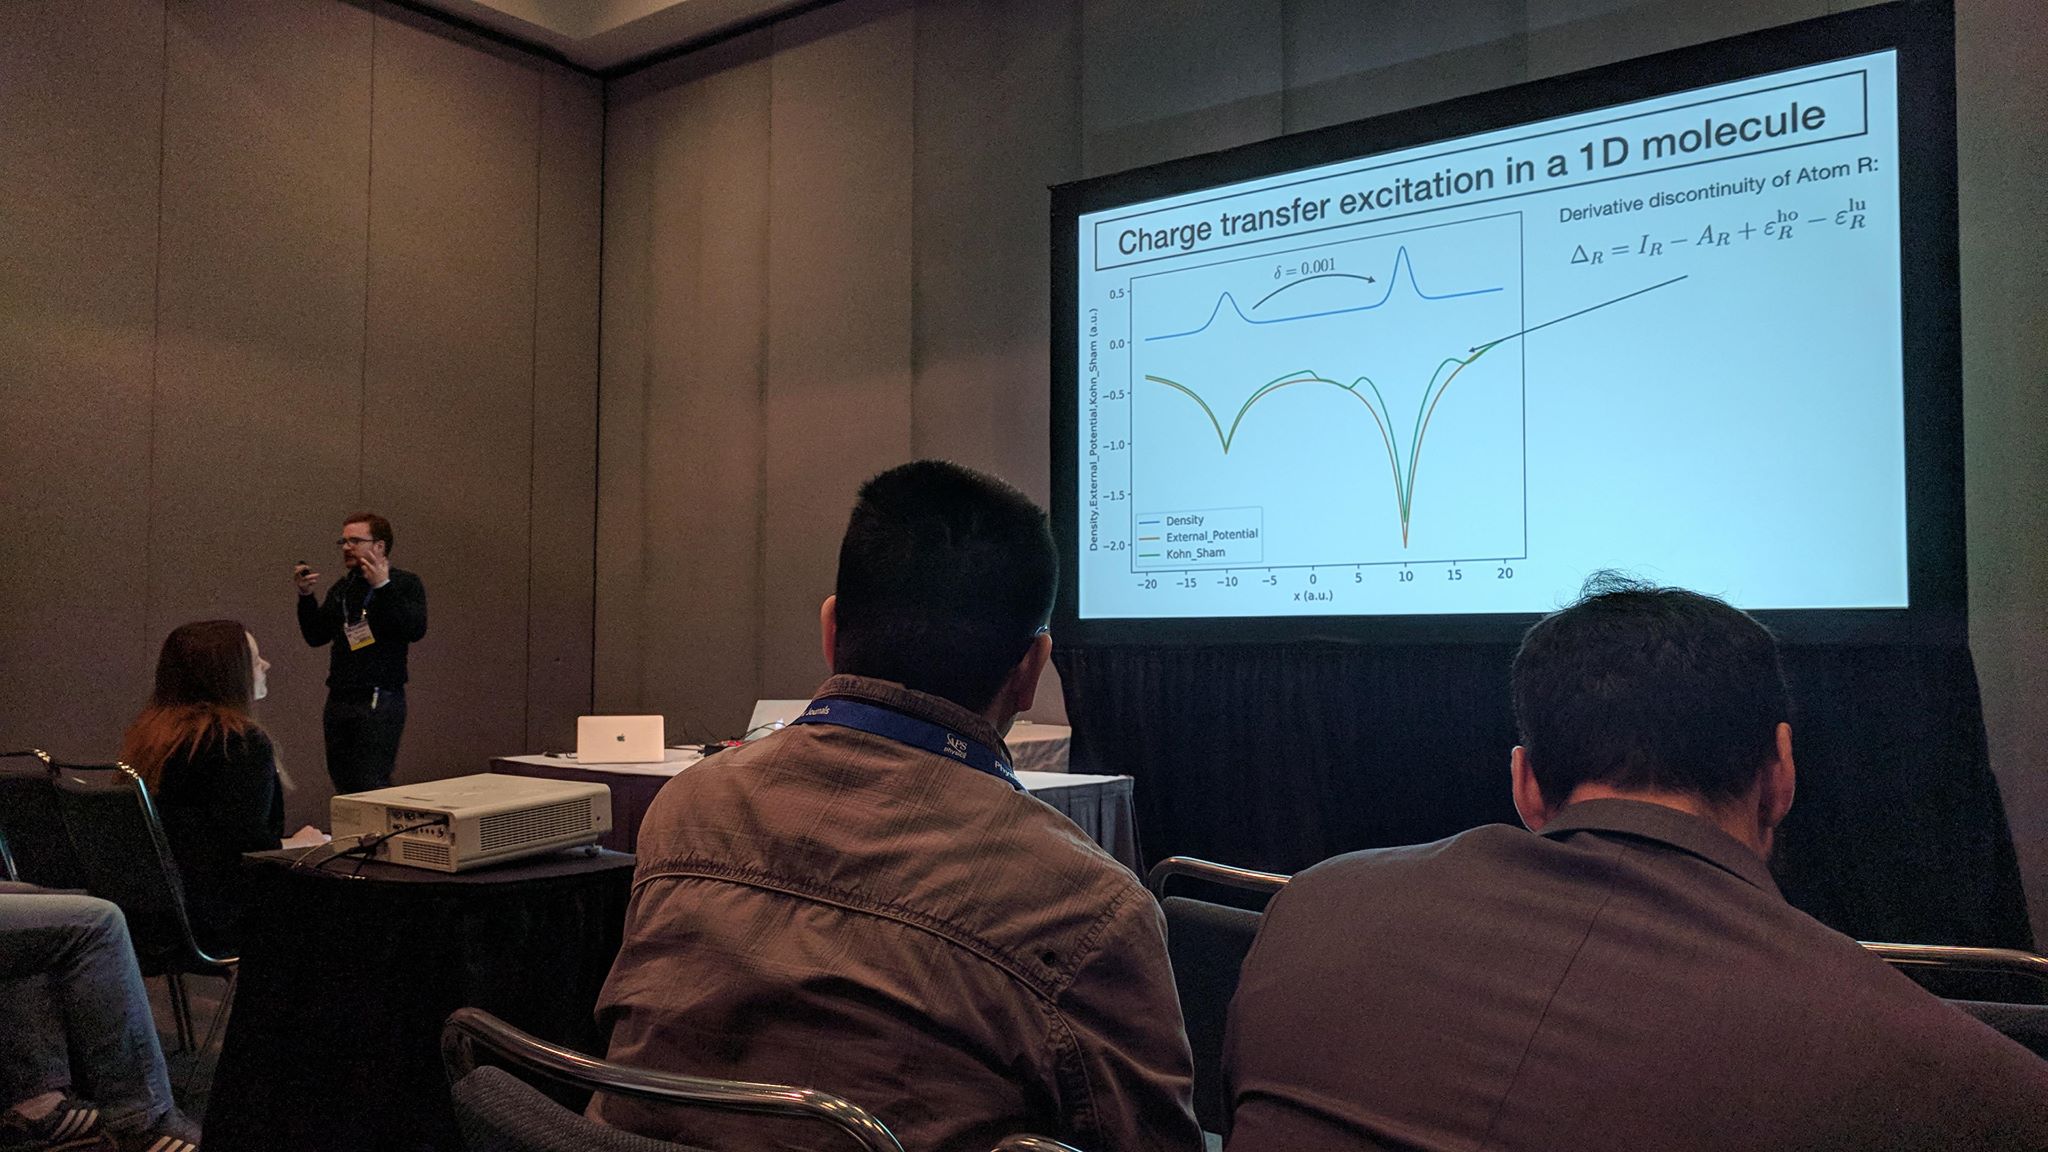 Charge transfer excitation in a 1D molecule
Derivative discontinuity of Atom R:
Δ_R = I_R − A_R + ε_R^ho − ε_R^lu
δ = 0.001
Density,External_Potential,Kohn_Sham (a.u.)
0.5
0.0
−0.5
−1.0
−1.5
−2.0
Density
External_Potential
Kohn_Sham
−20 −15 −10 −5 0 5 10 15 20
x (a.u.)
Journals
APS
physics